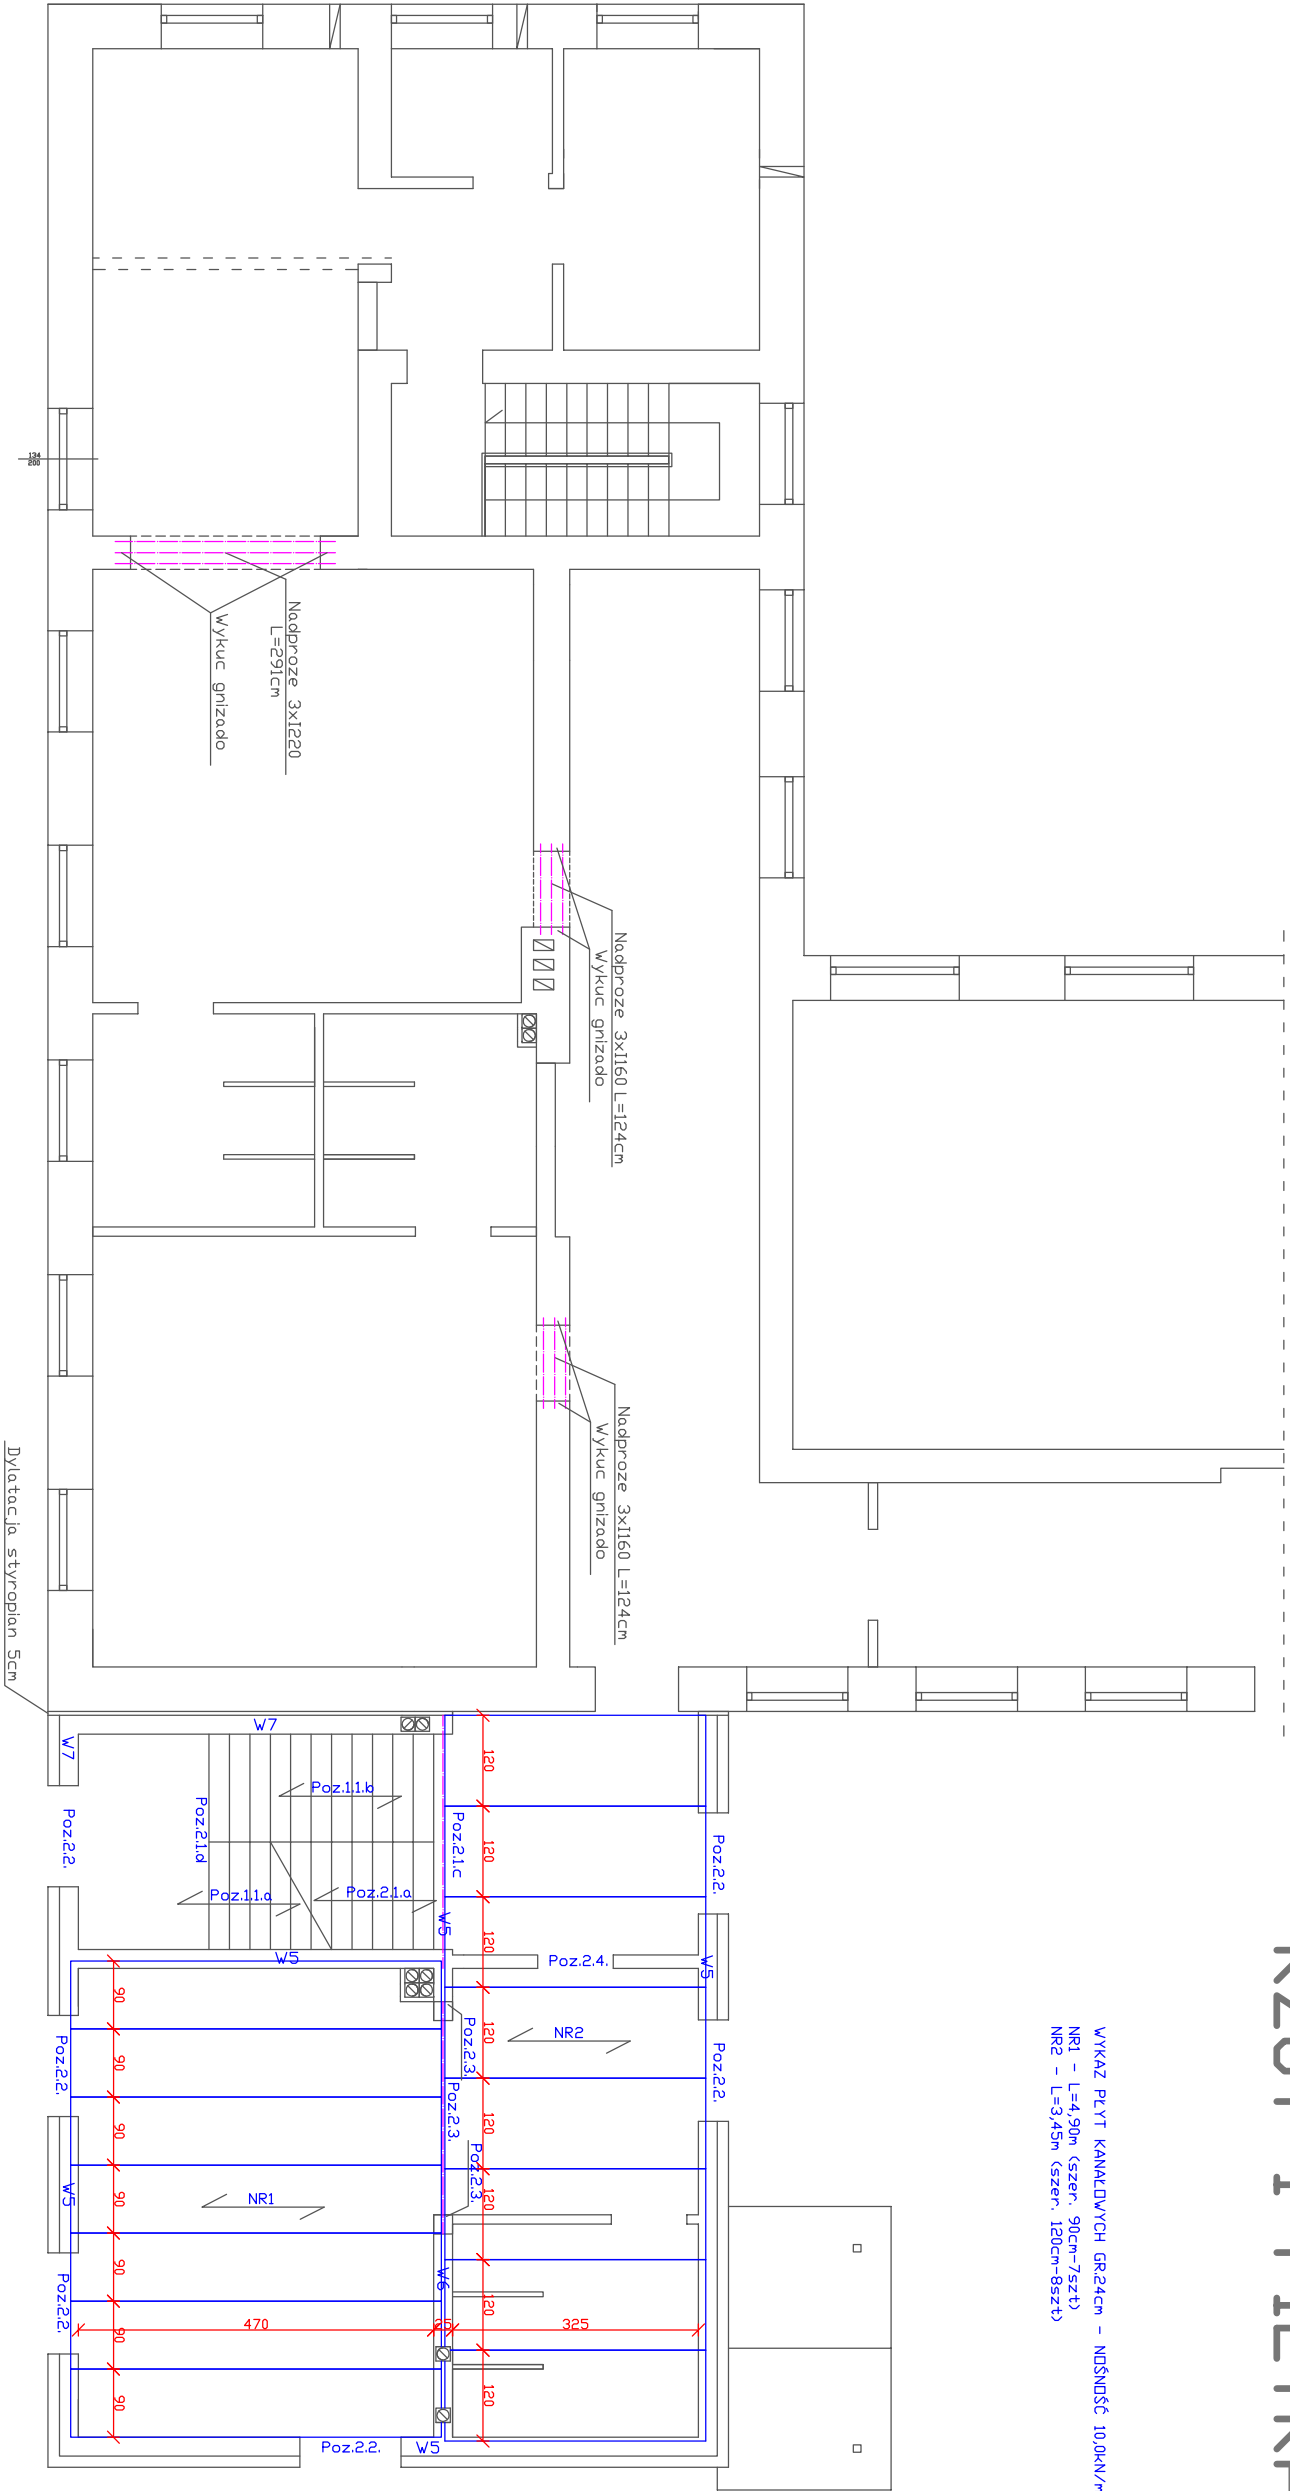 RZUT I PIĘTRA
WYKAZ PŁYT KANAŁOWYCH GR.24cm - NOŚNOŚĆ 10,0kN/m
NR1 - L=4,90m (szer. 90cm-7szt)
NR2 - L=3,45m (szer. 120cm-8szt)
134
200
Nadproze 3xI220
L=291cm
Wykuc gnizado
Nadproze 3xI160 L=124cm
Wykuc gnizado
Nadproze 3xI160 L=124cm
Wykuc gnizado
Dylatacja styropian 5cm
W7
W7
Poz.2.2.
Poz.2.1.d
Poz.1.1.b
Poz.1.1.a
Poz.2.1.a
Poz.2.1.c
W5
W5
Poz.2.4.
W5
Poz.2.2.
Poz.2.2.
NR2
Poz.2.3.
Poz.2.3.
Poz.2.3.
W6
NR1
Poz.2.2.
W5
Poz.2.2.
Poz.2.2.
W5
120
120
120
120
120
120
120
120
90
90
90
90
90
90
90
470
25
325